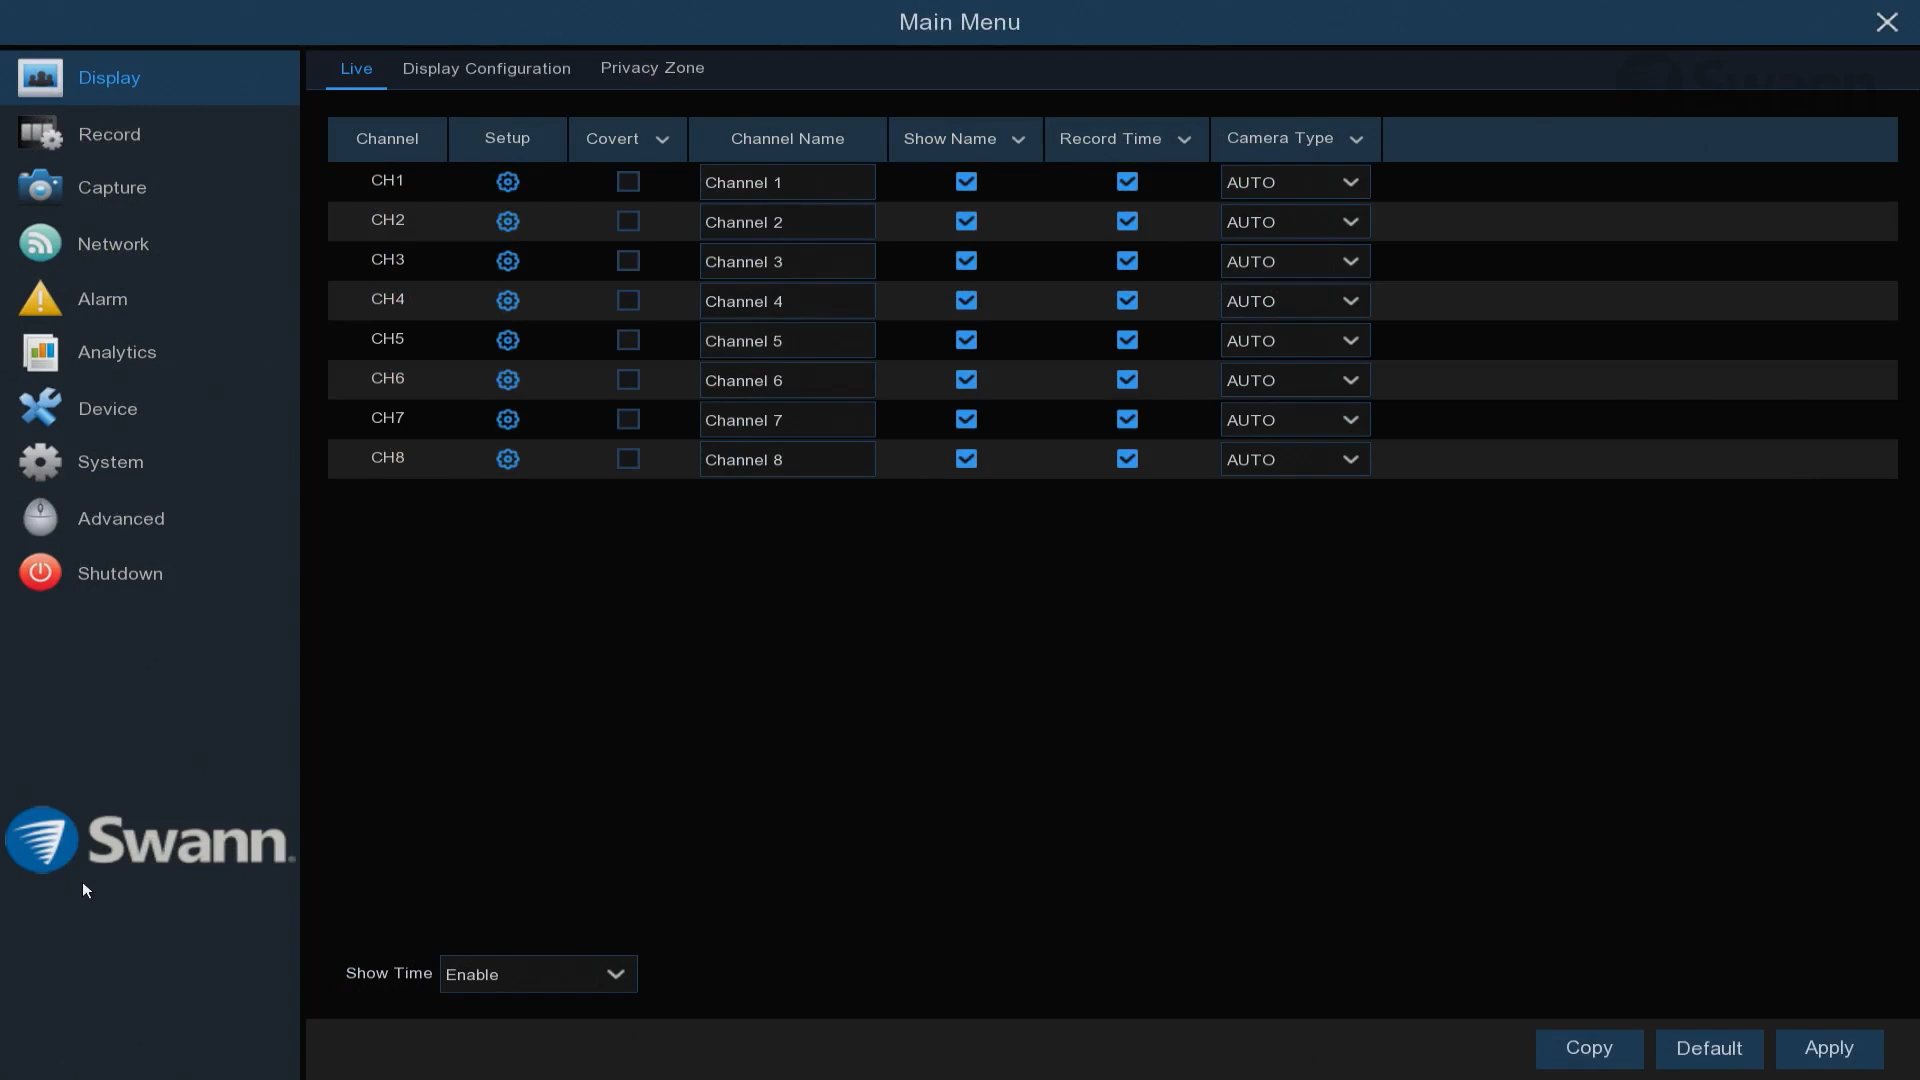 Main Menu
Display
Record
Capture
Network
Alarm
Analytics
Device
System
Advanced
Shutdown
Swann
Live Display Configuration Privacy Zone
Swann
Channel Setup Covert Channel Name Show Name Record Time Camera Type
CH1 Channel 1 AUTO
CH2 Channel 2 AUTO
CH3 Channel 3 AUTO
CH4 Channel 4 AUTO
CH5 Channel 5 AUTO
CH6 Channel 6 AUTO
CH7 Channel 7 AUTO
CH8 Channel 8 AUTO
Show Time Enable
Copy Default Apply